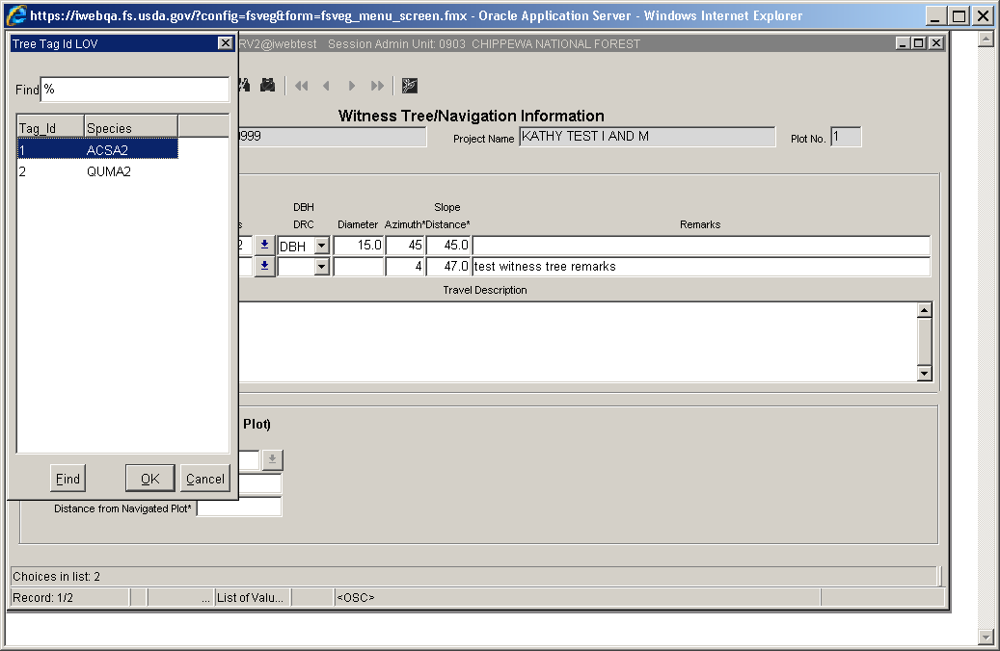 https://iwebqa.fs.usda.gov/?config=fsveg&form=fsveg_menu_screen.fmx - Oracle Application Server - Windows Internet Explorer
Tree Tag Id LOV
RV2@iwebtest Session Admin Unit: 0903 CHIPPEWA NATIONAL FOREST
Find %
Witness Tree/Navigation Information
9999 Project Name KATHY TEST I AND M Plot No. 1
Tag_Id Species
1 ACSA2
2 QUMA2
DBH Slope
s DRC Diameter Azimuth* Distance* Remarks
2 DBH 15.0 45 45.0
4 47.0 test witness tree remarks
Travel Description
Plot)
Find OK Cancel
Distance from Navigated Plot*
Choices in list: 2
Record: 1/2 ... List of Valu... <OSC>